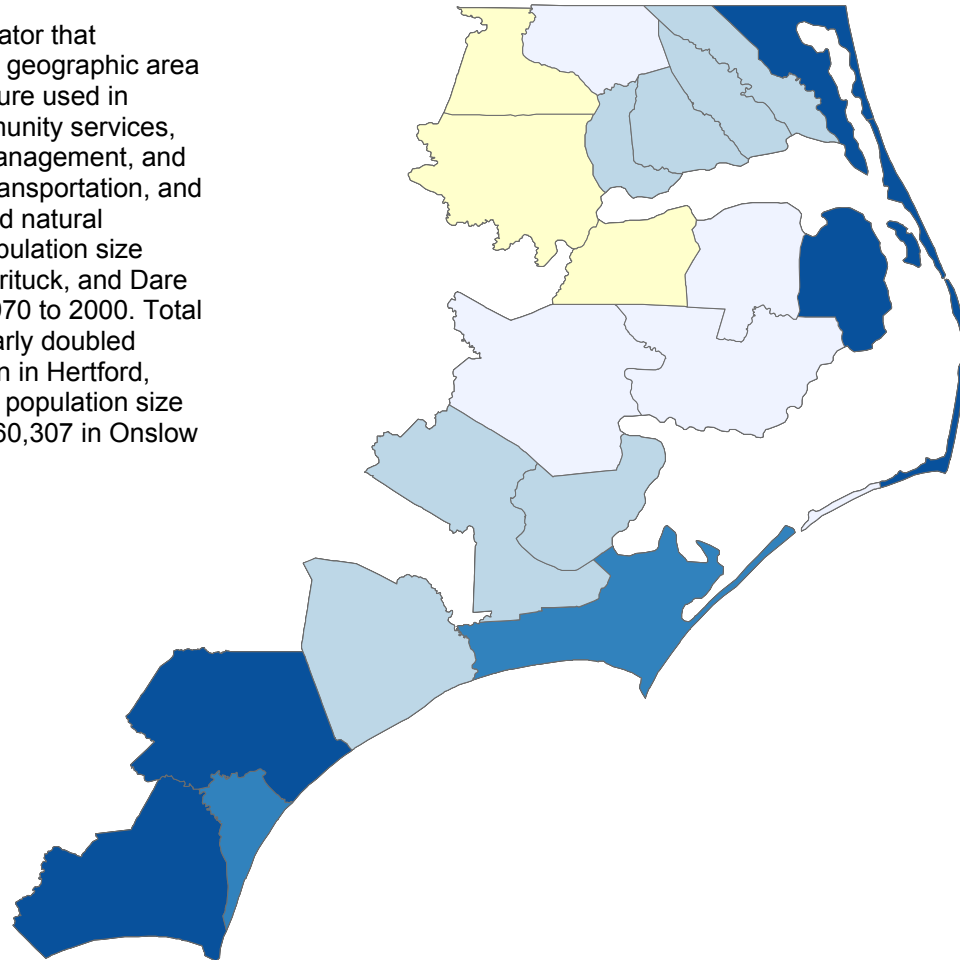 ator that
geographic area
ure used in
unity services,
anagement, and
ansportation, and
d natural
pulation size
rituck, and Dare
970 to 2000. Total
arly doubled
n in Hertford,
population size
60,307 in Onslow